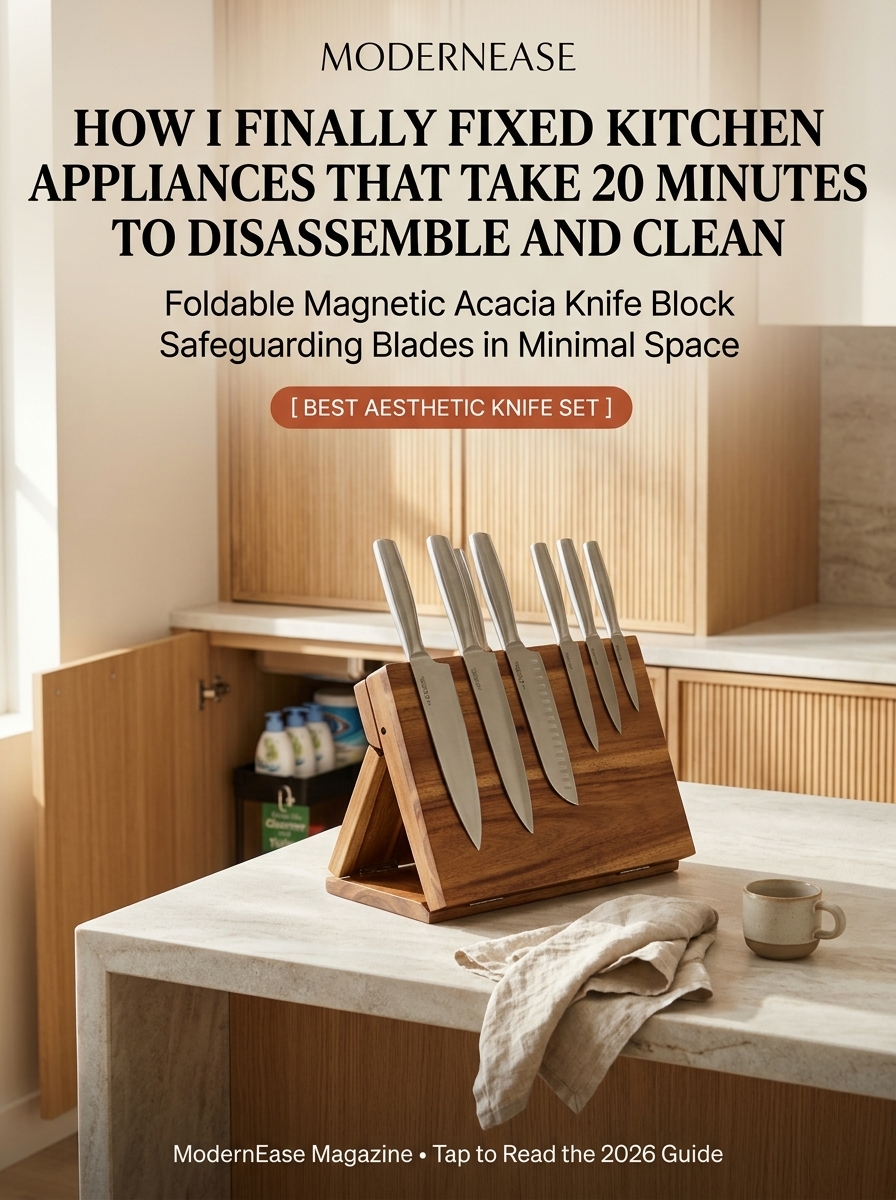 MODERNEASE
HOW I FINALLY FIXED KITCHEN
APPLIANCES THAT TAKE 20 MINUTES
TO DISASSEMBLE AND CLEAN
Foldable Magnetic Acacia Knife Block
Safeguarding Blades in Minimal Space
[ BEST AESTHETIC KNIFE SET ]
ModernEase Magazine • Tap to Read the 2026 Guide